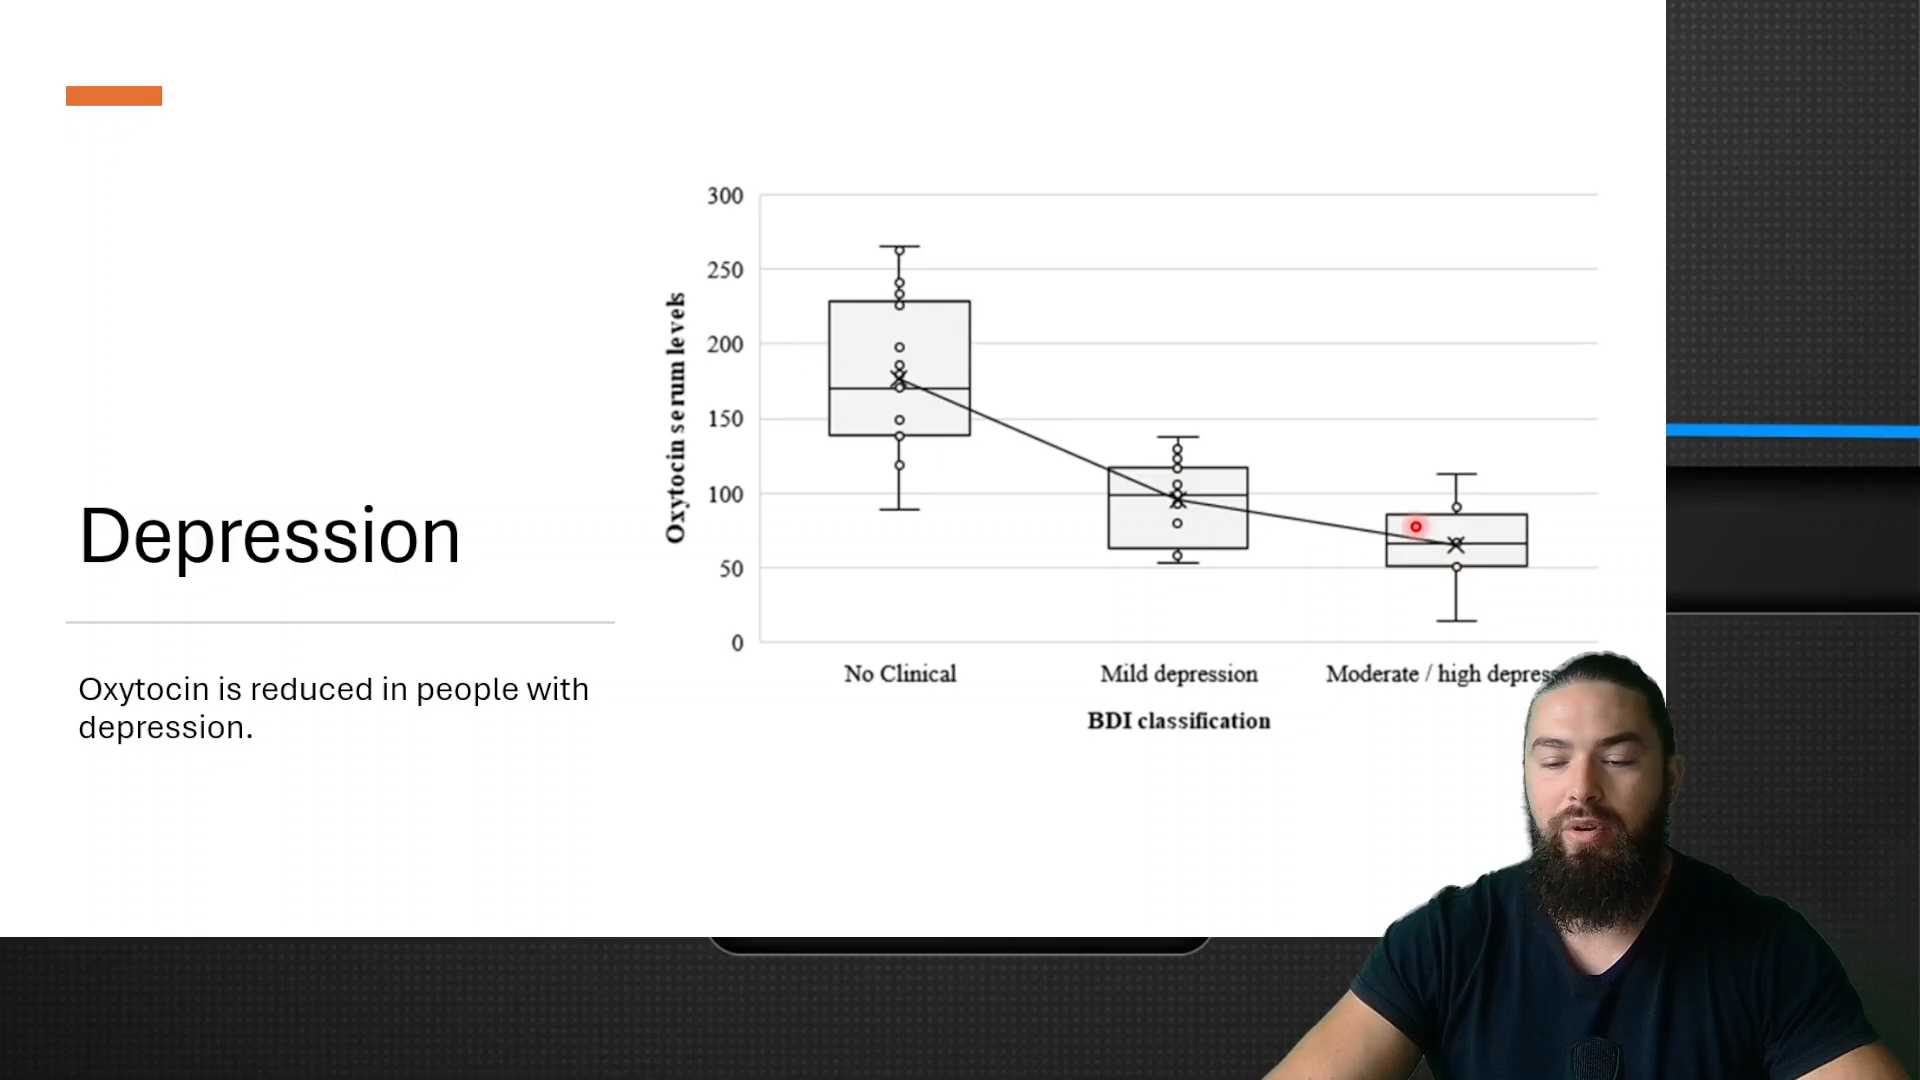 Depression
Oxytocin is reduced in people with
depression.
Oxytocin serum levels
300
250
200
150
100
50
0
No Clinical
Mild depression
Moderate / high
BDI classification